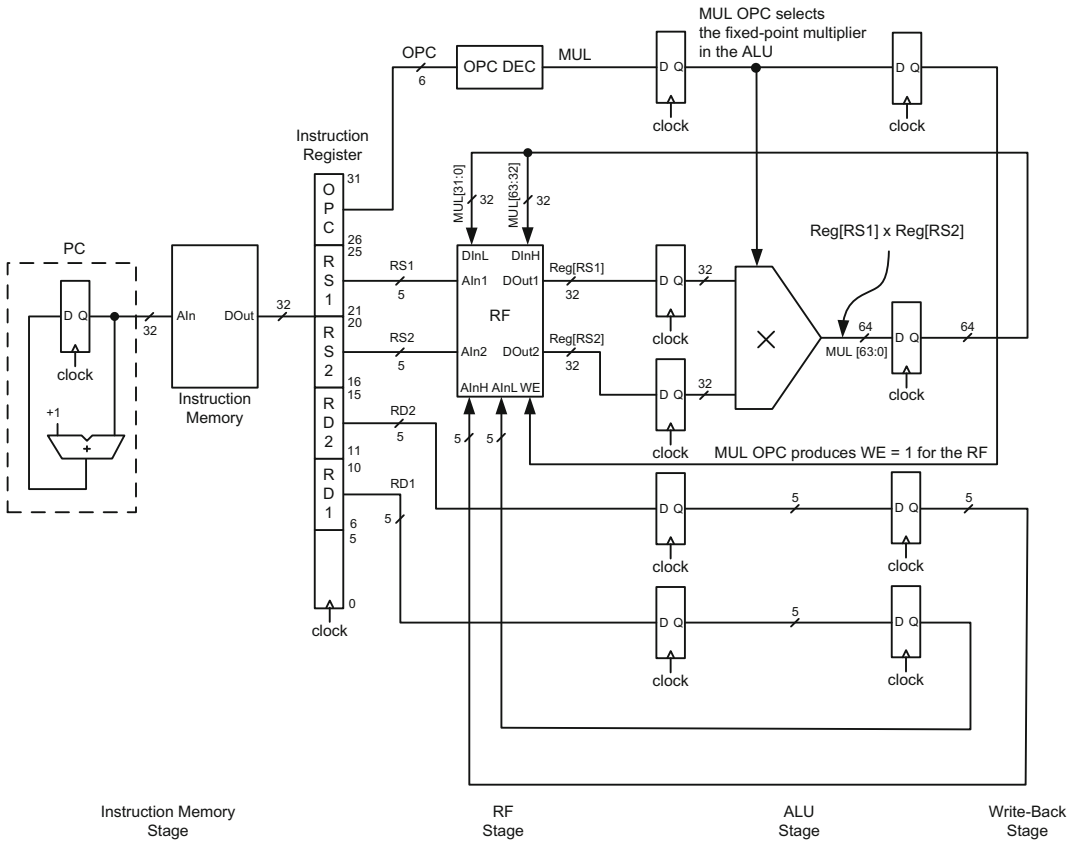 MUL OPC selects
the fixed-point multiplier
in the ALU
OPC
6
OPC DEC
MUL
D Q
clock
D Q
clock
Instruction
Register
31
O
P
C
26
25
R
S
1
21
20
R
S
2
16
15
R
D
2
11
10
R
D
1
6
5
0
clock
MUL[31:0]
32
MUL[63:32]
32
PC
D Q
clock
+1
+
32
AIn
DOut
Instruction
Memory
32
RS1
5
RS2
5
RD2
5
RD1
5
DInL
DInH
AIn1
DOut1
RF
AIn2
DOut2
AInH AInL WE
5
5
Reg[RS1]
32
Reg[RS2]
32
D Q
clock
32
D Q
clock
32
×
Reg[RS1] x Reg[RS2]
64
MUL [63:0]
D Q
clock
64
MUL OPC produces WE = 1 for the RF
D Q
clock
5
D Q
clock
5
D Q
clock
5
D Q
clock
Instruction Memory
Stage
RF
Stage
ALU
Stage
Write-Back
Stage